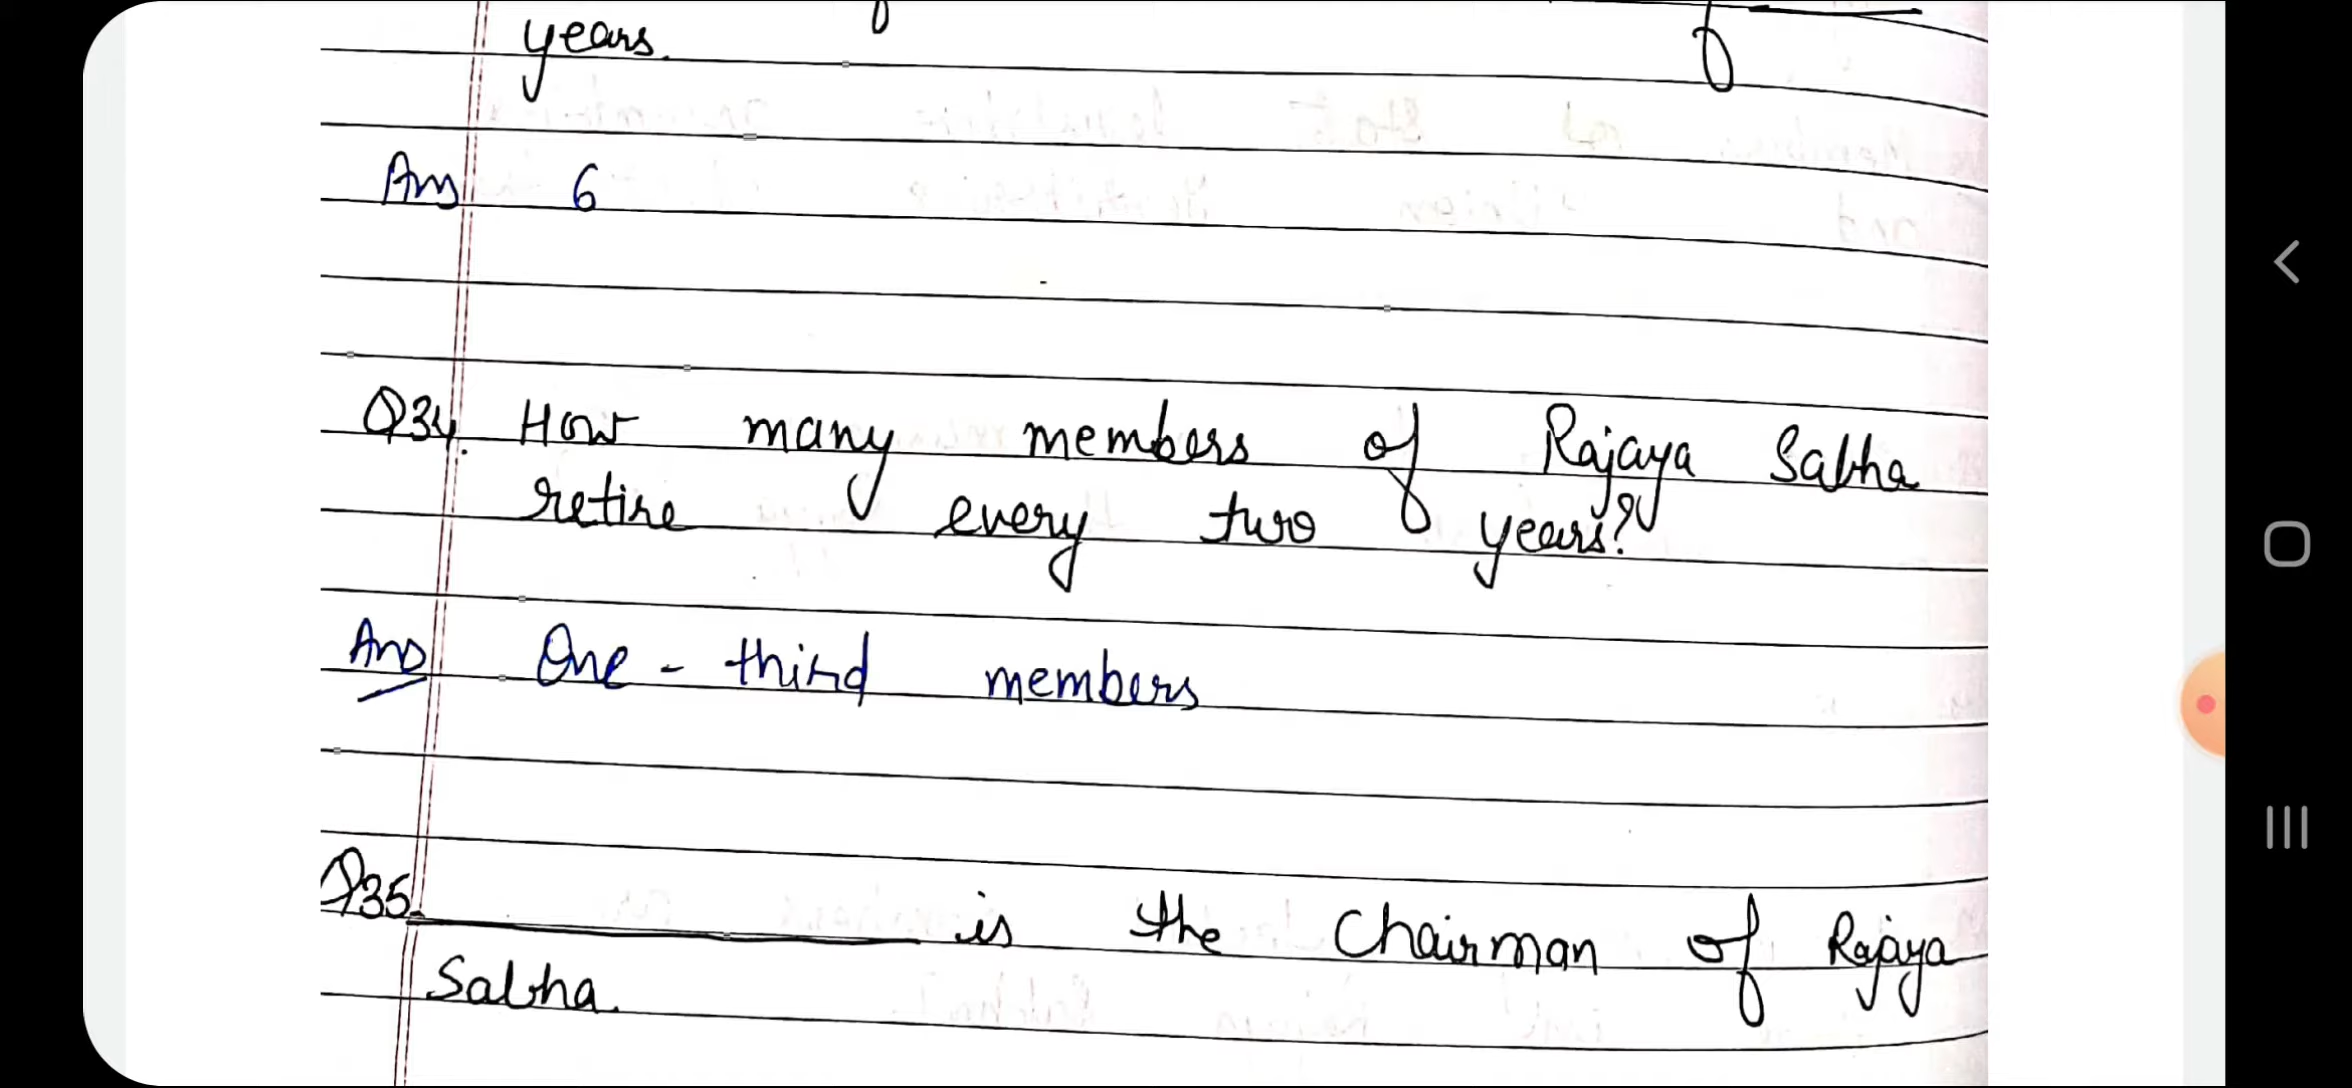 years.
Ans 6
Q34. How many members of Rajaya Sabha
retire every two years?
Ans One-third members
Q35. is the Chairman of Rajaya
Sabha.